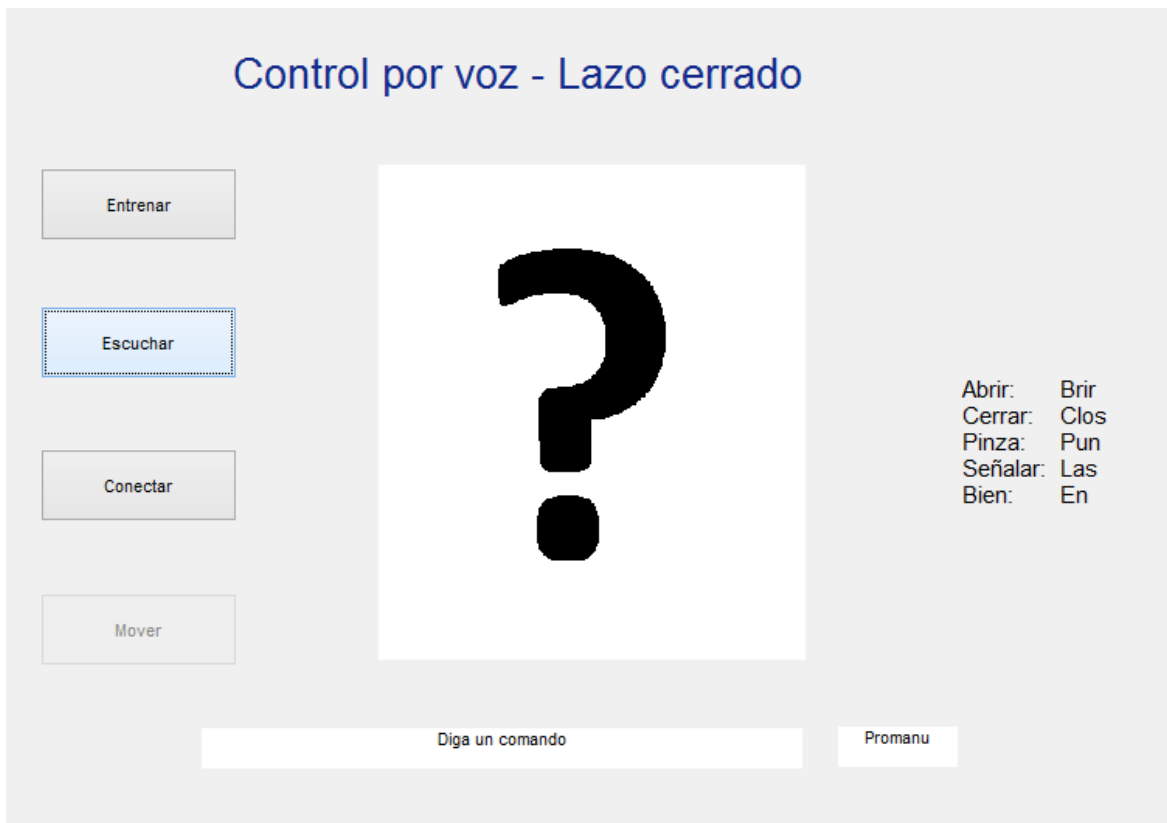 Control por voz - Lazo cerrado
Entrenar
Escuchar
Conectar
Mover
?
Abrir: Brir
Cerrar: Clos
Pinza: Pun
Señalar: Las
Bien: En
Diga un comando
Promanu